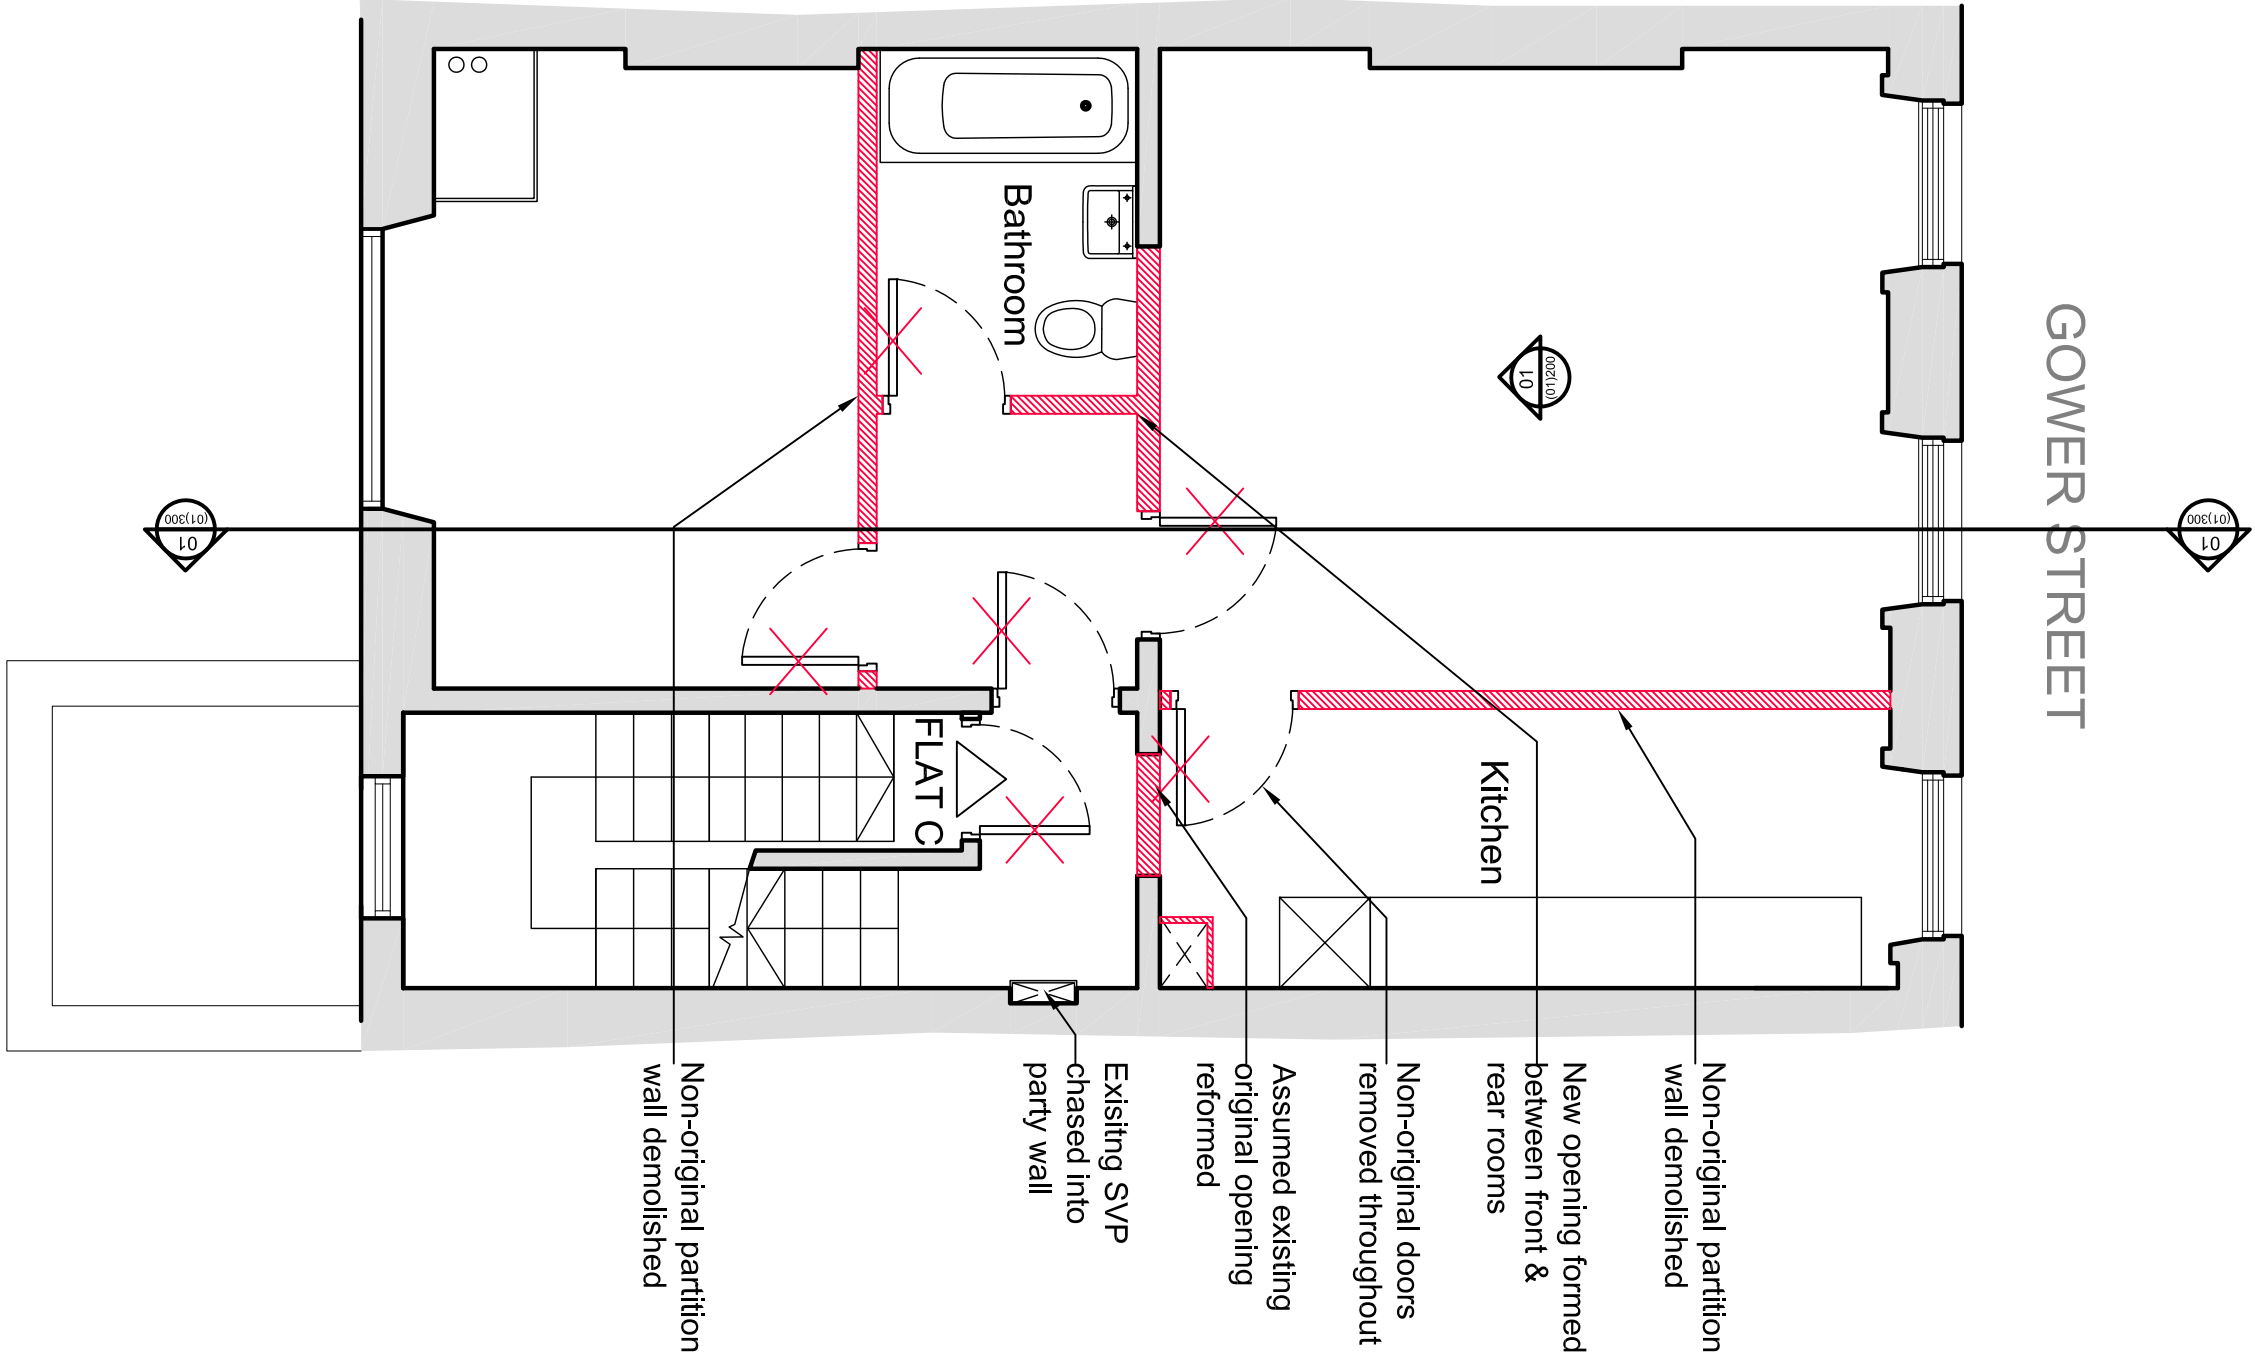 GOWER STREET
Bathroom
Kitchen
FLAT C
01
(01)200
01
(01)300
01
(01)300
Non-original partition
wall demolished
New opening formed
between front &
rear rooms
Non-original doors
removed throughout
Assumed existing
original opening
reformed
Exisitng SVP
chased into
party wall
Non-original partition
wall demolished